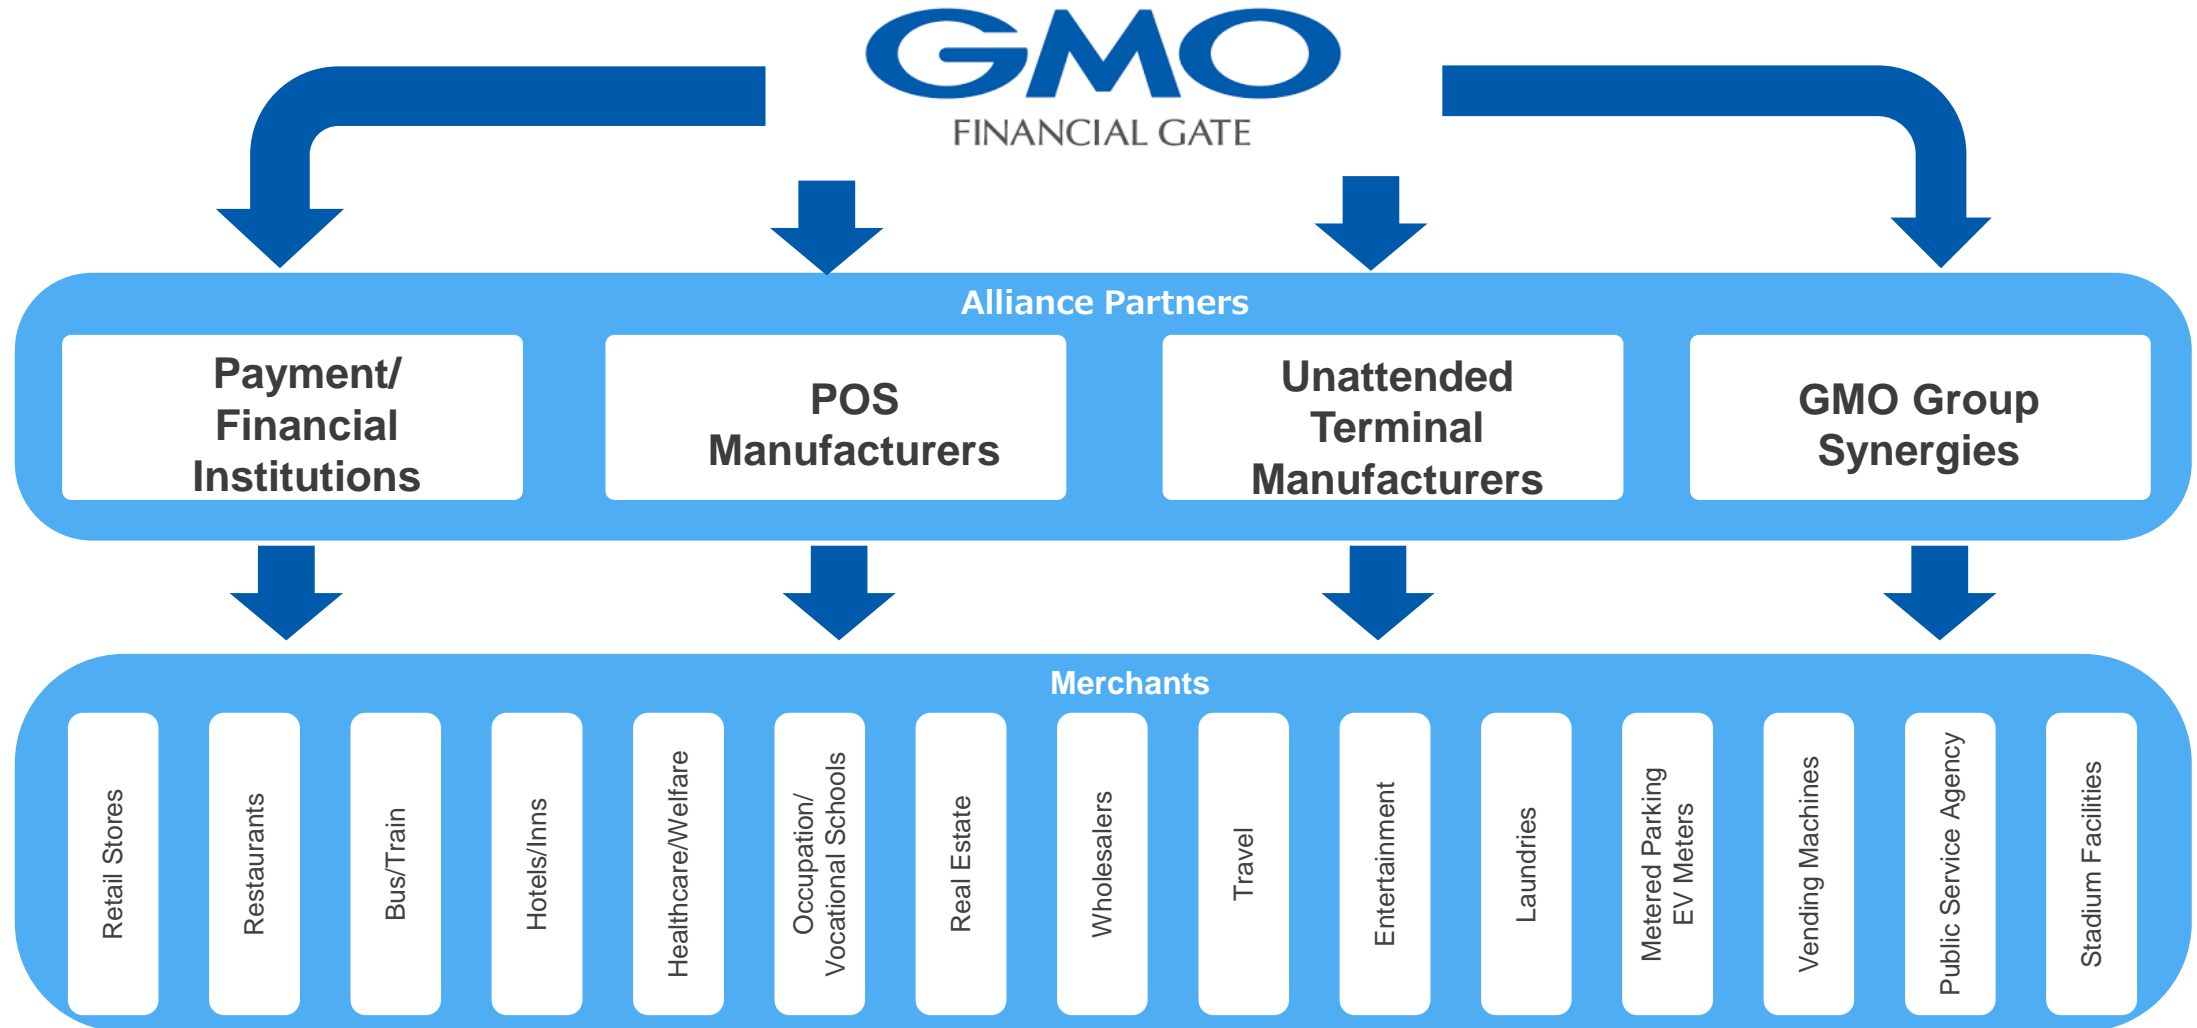 GMO
FINANCIAL GATE
Alliance Partners
Payment/
Financial
Institutions
POS
Manufacturers
Unattended
Terminal
Manufacturers
GMO Group
Synergies
Merchants
Retail Stores
Restaurants
Bus/Train
Hotels/Inns
Healthcare/Welfare
Occupation/
Vocational Schools
Real Estate
Wholesalers
Travel
Entertainment
Laundries
Metered Parking
EV Meters
Vending Machines
Public Service Agency
Stadium Facilities